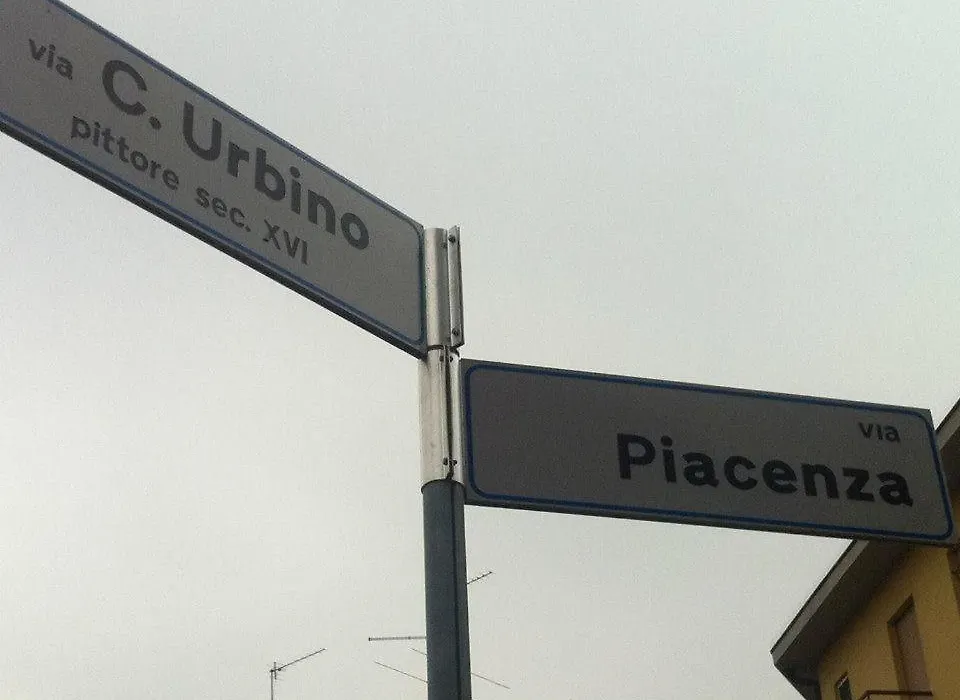 via C. Urbino
pittore sec. XVI
via
Piacenza